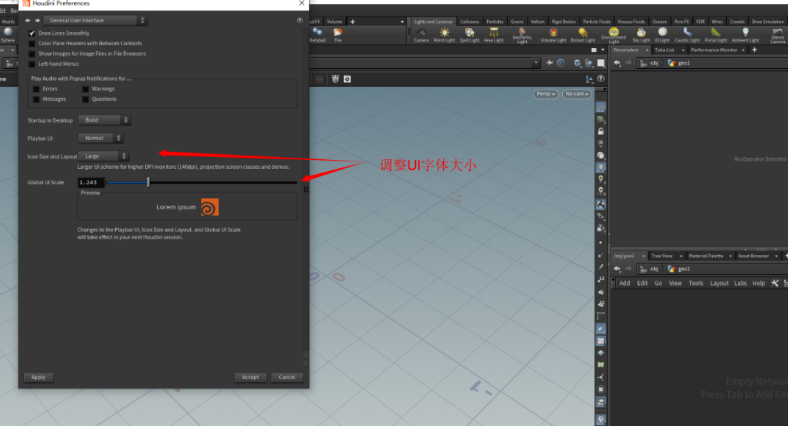 Houdini Preferences
General User Interface
Draw Lines Smoothly
Color Pane Headers with Network Contexts
Show Images for Image Files in File Browsers
Left-hand Menus
Play Audio with Popup Notifications for ...
Errors Warnings
Messages Questions
Startup in Desktop Build
Playbar UI Normal
Icon Size and Layout Large
Larger UI scheme for higher DPI monitors (140dpi), projection screen classes and demos.
Global UI Scale 1.243
Preview
Lorem ipsum
Changes to the Playbar UI, Icon Size and Layout, and Global UI Scale
will take effect in your next Houdini session.
Apply Accept Cancel
调整UI字体大小
Volume
Metaball File
Lights and Cameras Collisions Particles Grains Vellum Rigid Bodies Particle Fluids Viscous Fluids Oceans Pyro FX FEM Wires Crowds Drive Simulation
Camera Point Light Spot Light Area Light Geometry Light Volume Light Distant Light Environment Light Sky Light GI Light Caustic Light Portal Light Ambient Light Stereo Camera
Sphere
Persp No cam
Parameters Take List Performance Monitor
obj geo1
No Operator Selected
/obj/geo1 Tree View Material Palette Asset Browser
obj geo1
Add Edit Go View Tools Layout Labs Help
Empty Netwo
Press Tab to Add Ge